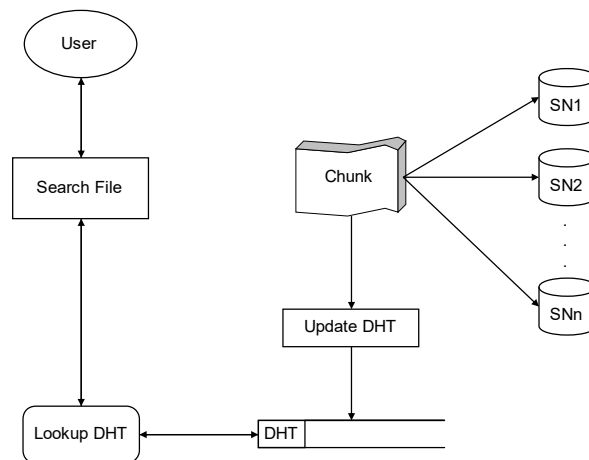 User
SN1
Chunk
Search File
SN2
.
.
.
.
SNn
Update DHT
Lookup DHT
DHT